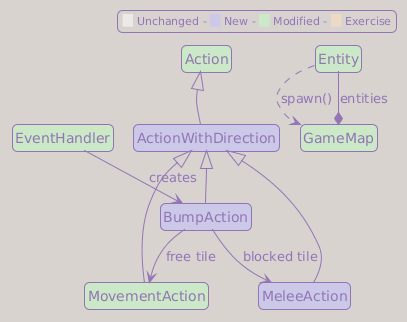 Unchanged - New - Modified - Exercise
Action
Entity
spawn()
entities
EventHandler
ActionWithDirection
GameMap
creates
BumpAction
free tile
blocked tile
MovementAction
MeleeAction